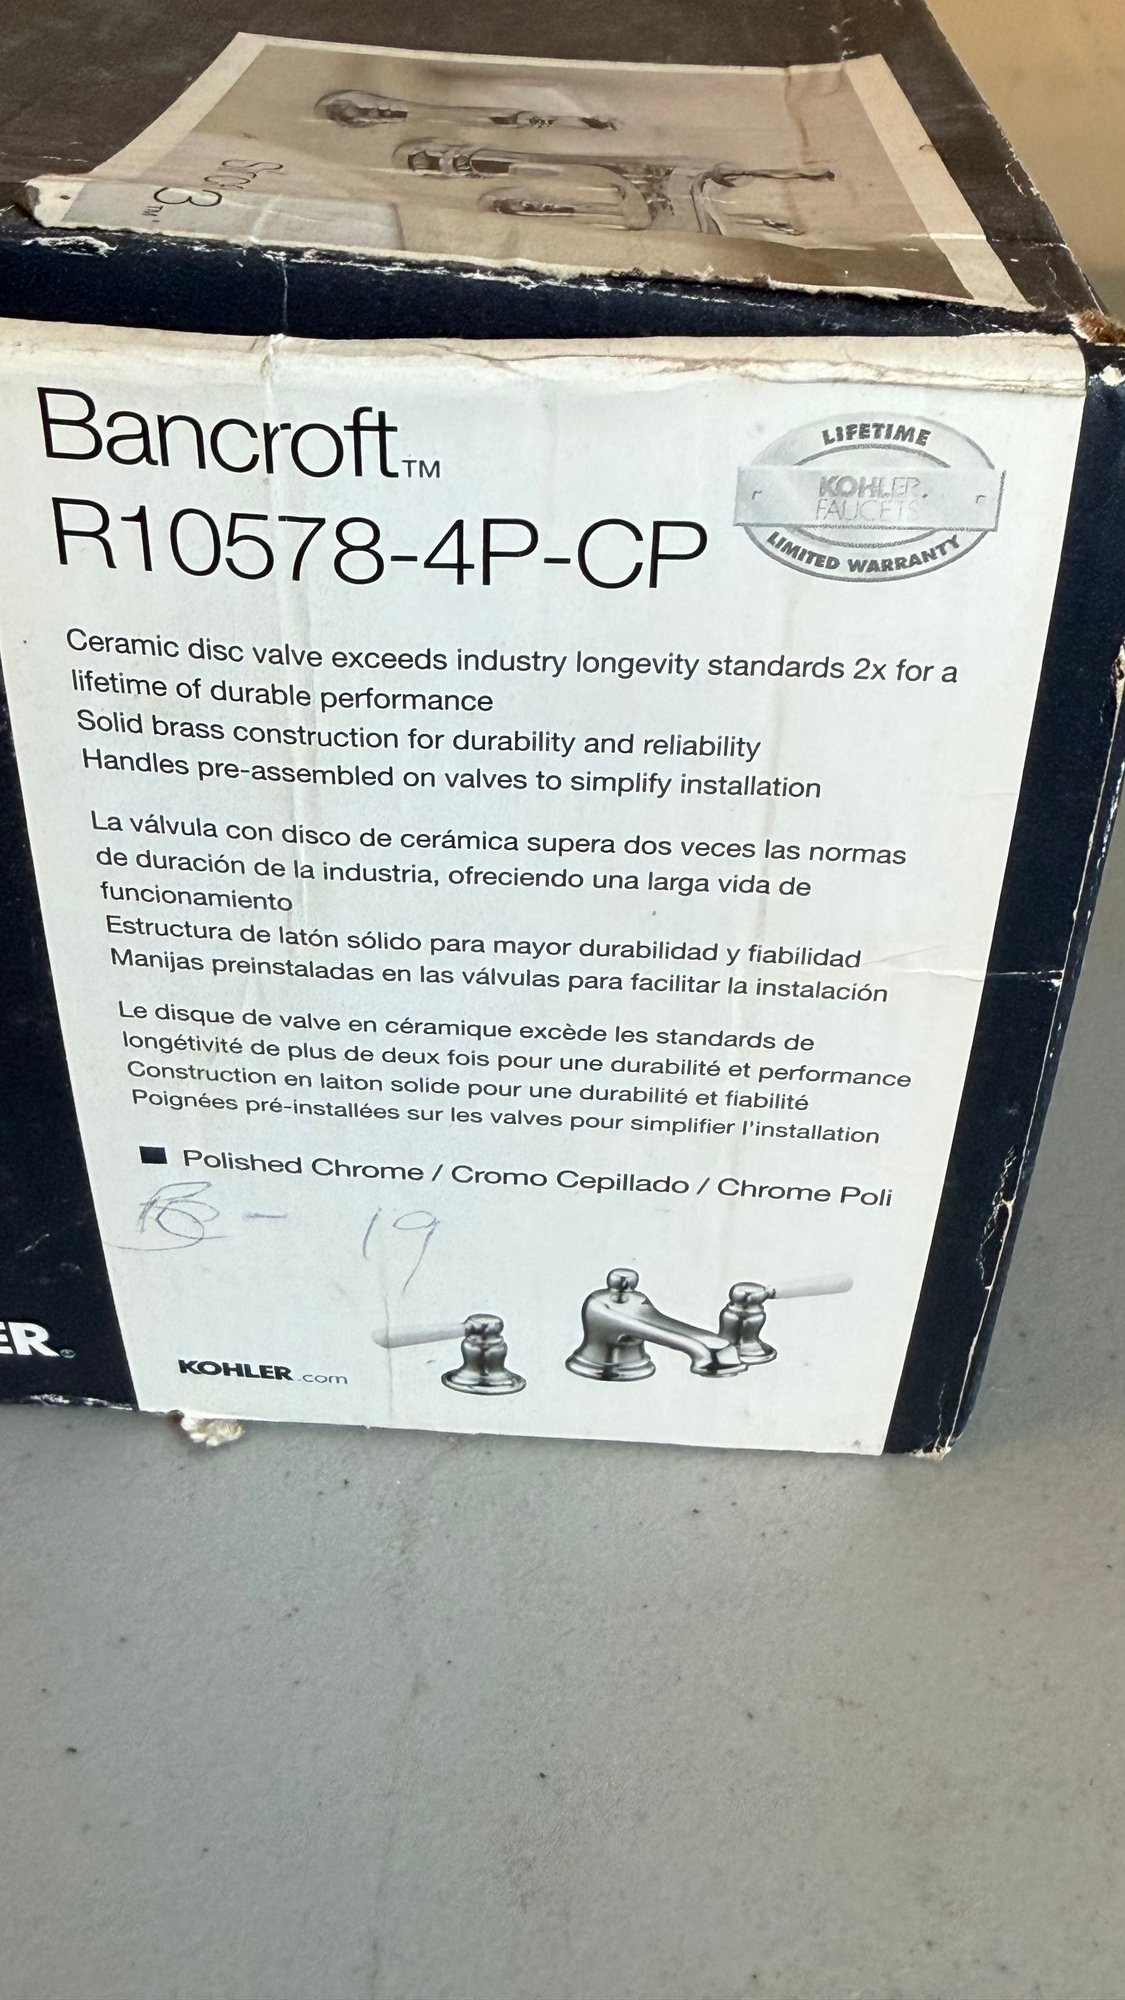 Bancroft™
R10578-4P-CP
LIFETIME
KOHLER.
FAUCETS
LIMITED WARRANTY
Ceramic disc valve exceeds industry longevity standards 2x for a
lifetime of durable performance
Solid brass construction for durability and reliability
Handles pre-assembled on valves to simplify installation
La válvula con disco de cerámica supera dos veces las normas
de duración de la industria, ofreciendo una larga vida de
funcionamiento
Estructura de latón sólido para mayor durabilidad y fiabilidad
Manijas preinstaladas en las válvulas para facilitar la instalación
Le disque de valve en céramique excède les standards de
longétivité de plus de deux fois pour une durabilité et performance
Construction en laiton solide pour une durabilité et fiabilité
Poignées pré-installées sur les valves pour simplifier l'installation
Polished Chrome / Cromo Cepillado / Chrome Poli
- 19
ER.
KOHLER.com